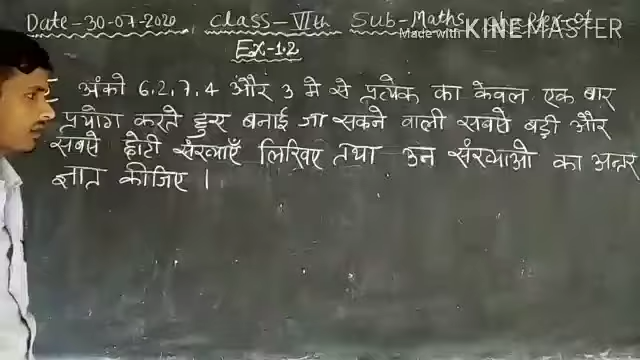 Date-30-07-2020 Class-VIth Sub-Maths
Made with KINEMASTER
Ex-1.2
अंको 6,2,7,4 और 3 में से प्रत्येक का केवल एक बार
प्रयोग करते हुए बनाई जा सकने वाली सबसे बड़ी और
सबसे छोटी संख्याएँ लिखिए तथा उन संख्याओ का अन्तर
ज्ञात कीजिए ।